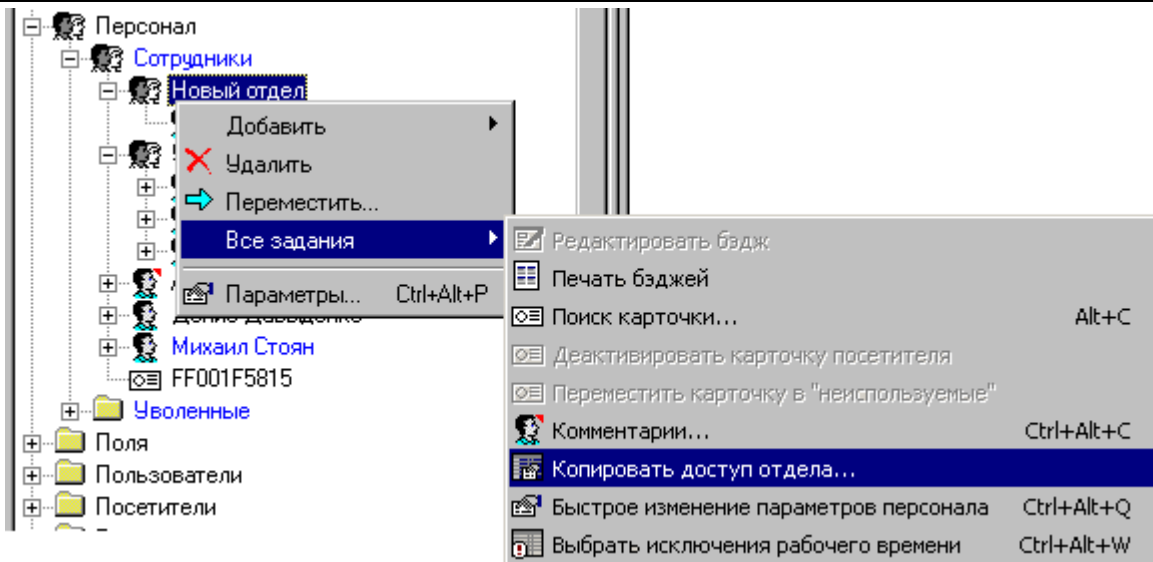 Персонал
Сотрудники
Новый отдел
Добавить
Удалить
Переместить...
Все задания
Параметры... Ctrl+Alt+P
Редактировать бэдж
Печать бэджей
Поиск карточки... Alt+C
Деактивировать карточку посетителя
Переместить карточку в "неиспользуемые"
Комментарии... Ctrl+Alt+C
Копировать доступ отдела...
Быстрое изменение параметров персонала Ctrl+Alt+Q
Выбрать исключения рабочего времени Ctrl+Alt+W
Михаил Стоян
FF001F5815
Уволенные
Поля
Пользователи
Посетители